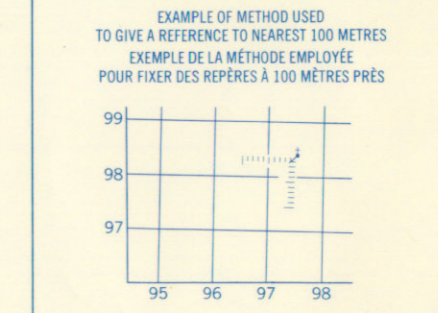 EXAMPLE OF METHOD USED
TO GIVE A REFERENCE TO NEAREST 100 METRES
EXEMPLE DE LA MÉTHODE EMPLOYÉE
POUR FIXER DES REPÈRES À 100 MÈTRES PRÈS
99
98
97
95 96 97 98